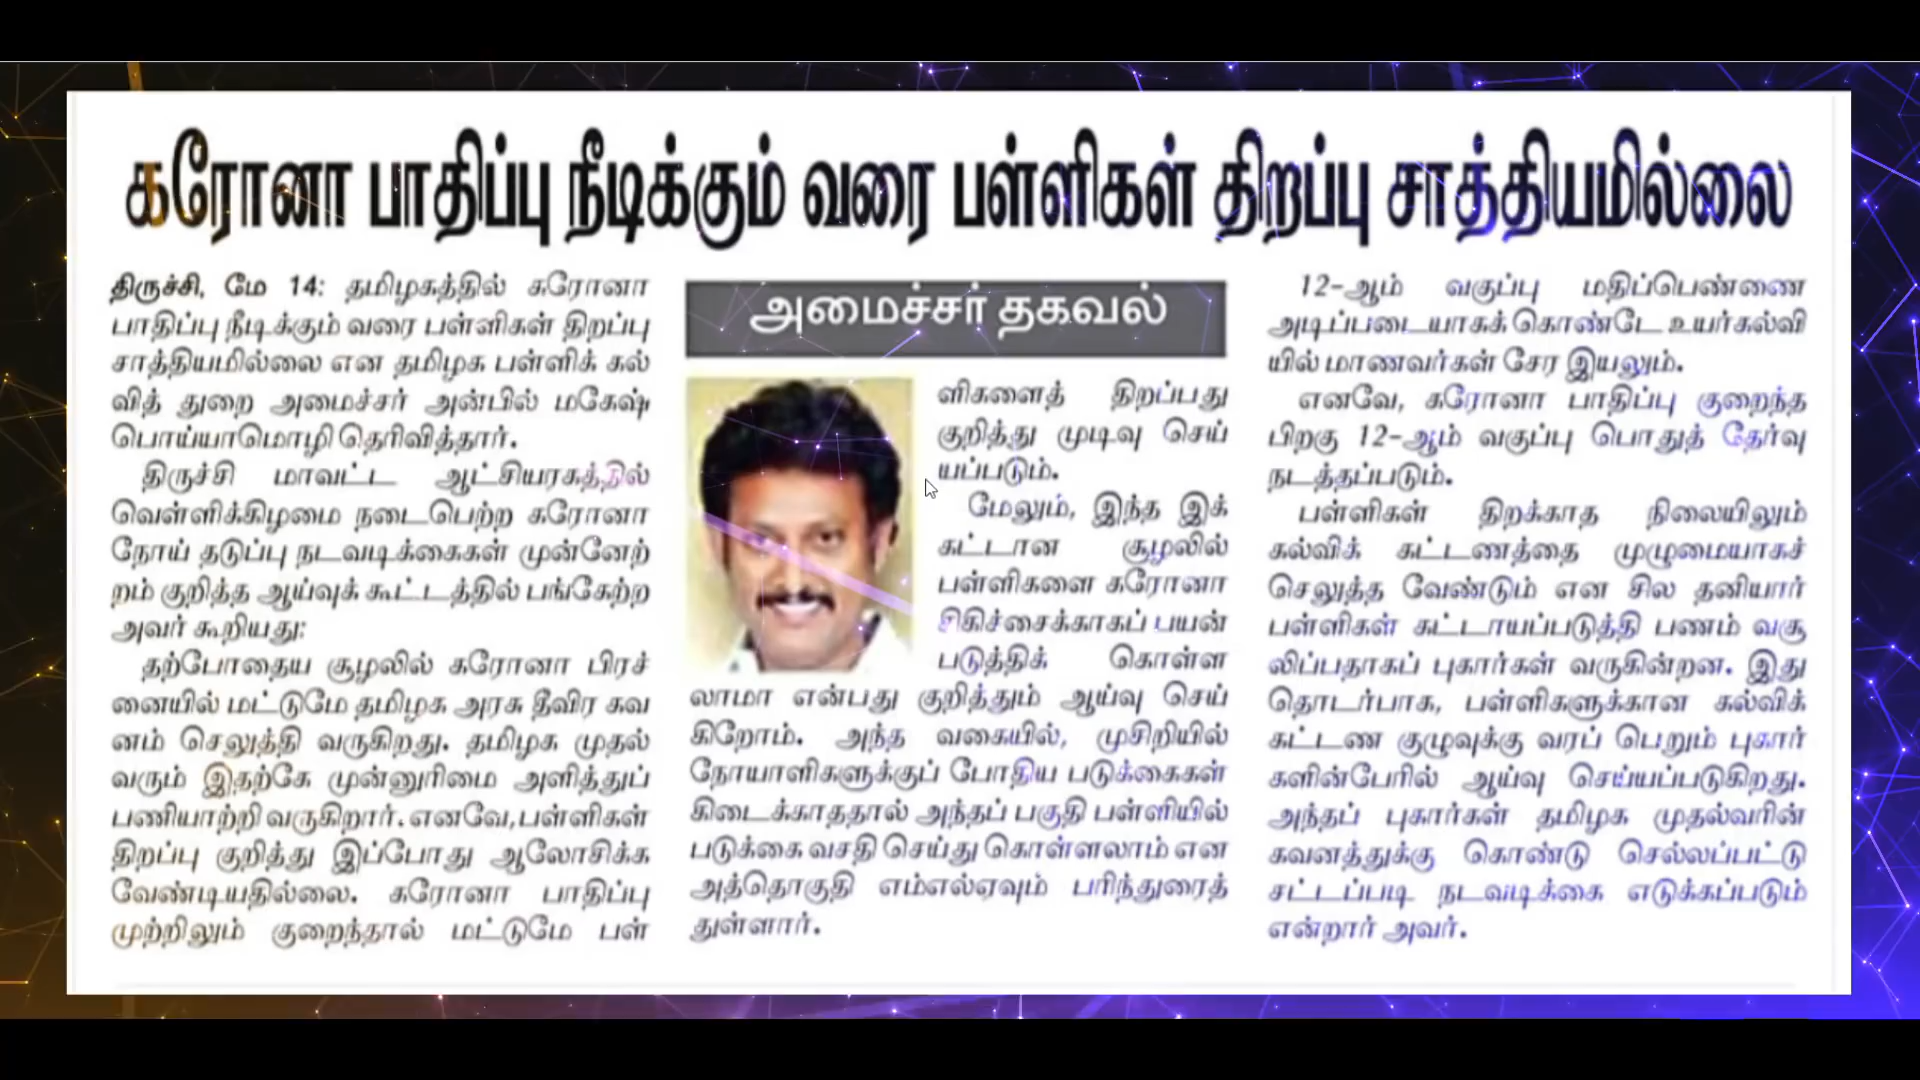 கரோனா பாதிப்பு நீடிக்கும் வரை பள்ளிகள் திறப்பு சாத்தியமில்லை
திருச்சி, மே 14: தமிழகத்தில் கரோனா
பாதிப்பு நீடிக்கும் வரை பள்ளிகள் திறப்பு
சாத்தியமில்லை என தமிழக பள்ளிக் கல்
வித் துறை அமைச்சர் அன்பில் மகேஷ்
பொய்யாமொழி தெரிவித்தார்.
திருச்சி மாவட்ட ஆட்சியரகத்தில்
வெள்ளிக்கிழமை நடைபெற்ற கரோனா
நோய் தடுப்பு நடவடிக்கைகள் முன்னேற்
றம் குறித்த ஆய்வுக் கூட்டத்தில் பங்கேற்ற
அவர் கூறியது:
தற்போதைய சூழலில் கரோனா பிரச்
னையில் மட்டுமே தமிழக அரசு தீவிர கவ
னம் செலுத்தி வருகிறது. தமிழக முதல்
வரும் இதற்கே முன்னுரிமை அளித்துப்
பணியாற்றி வருகிறார். எனவே, பள்ளிகள்
திறப்பு குறித்து இப்போது ஆலோசிக்க
வேண்டியதில்லை. கரோனா பாதிப்பு
முற்றிலும் குறைந்தால் மட்டுமே பள்
அமைச்சர் தகவல்
ளிகளைத் திறப்பது
குறித்து முடிவு செய்
யப்படும்.
மேலும், இந்த இக்
கட்டான சூழலில்
பள்ளிகளை கரோனா
சிகிச்சைக்காகப் பயன்
படுத்திக் கொள்ள
லாமா என்பது குறித்தும் ஆய்வு செய்
கிறோம். அந்த வகையில், முசிறியில்
நோயாளிகளுக்குப் போதிய படுக்கைகள்
கிடைக்காததால் அந்தப் பகுதி பள்ளியில்
படுக்கை வசதி செய்து கொள்ளலாம் என
அத்தொகுதி எம்எல்ஏவும் பரிந்துரைத்
துள்ளார்.
12-ஆம் வகுப்பு மதிப்பெண்ணை
அடிப்படையாகக் கொண்டே உயர்கல்வி
யில் மாணவர்கள் சேர இயலும்.
எனவே, கரோனா பாதிப்பு குறைந்த
பிறகு 12-ஆம் வகுப்பு பொதுத் தேர்வு
நடத்தப்படும்.
பள்ளிகள் திறக்காத நிலையிலும்
கல்விக் கட்டணத்தை முழுமையாகச்
செலுத்த வேண்டும் என சில தனியார்
பள்ளிகள் கட்டாயப்படுத்தி பணம் வசூ
லிப்பதாகப் புகார்கள் வருகின்றன. இது
தொடர்பாக, பள்ளிகளுக்கான கல்விக்
கட்டண குழுவுக்கு வரப் பெறும் புகார்
களின்பேரில் ஆய்வு செய்யப்படுகிறது.
அந்தப் புகார்கள் தமிழக முதல்வரின்
கவனத்துக்கு கொண்டு செல்லப்பட்டு
சட்டப்படி நடவடிக்கை எடுக்கப்படும்
என்றார் அவர்.